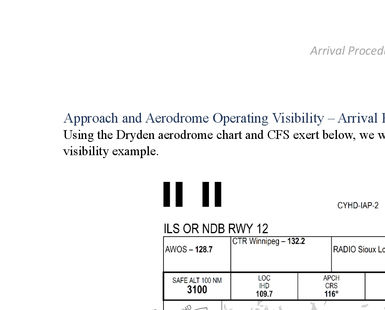 Arrival Proced
Approach and Aerodrome Operating Visibility – Arrival
Using the Dryden aerodrome chart and CFS exert below, we w
visibility example.
CYHD-IAP-2
ILS OR NDB RWY 12
AWOS – 128.7
CTR Winnipeg – 132.2
RADIO Sioux Lo
SAFE ALT 100 NM
3100
LOC
IHD
109.7
APCH
CRS
116°